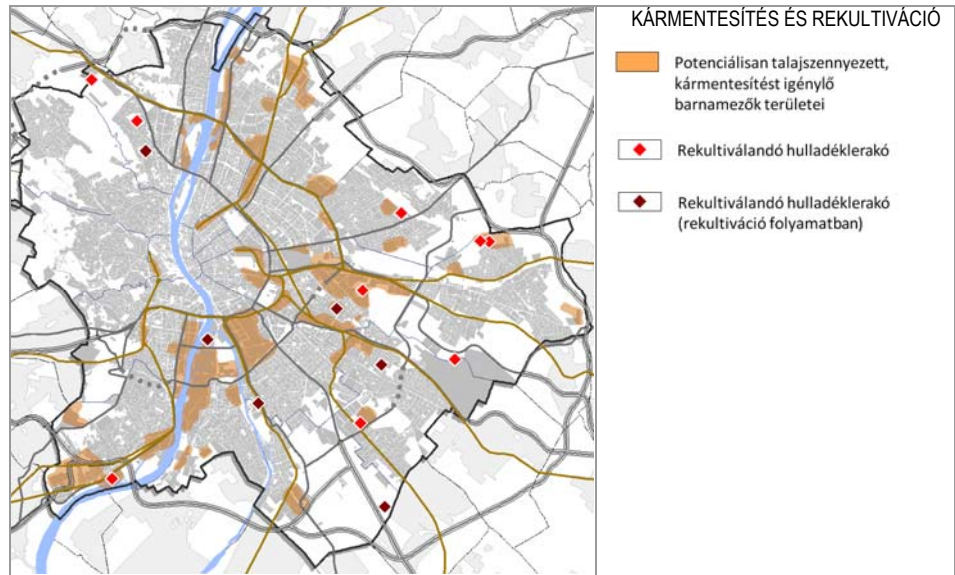 KÁRMENTESÍTÉS ÉS REKULTIVÁCIÓ
Potenciálisan talajszennyezett,
kármentesítést igénylő
barnamezők területei
Rekultiválandó hulladéklerakó
Rekultiválandó hulladéklerakó
(rekultiváció folyamatban)